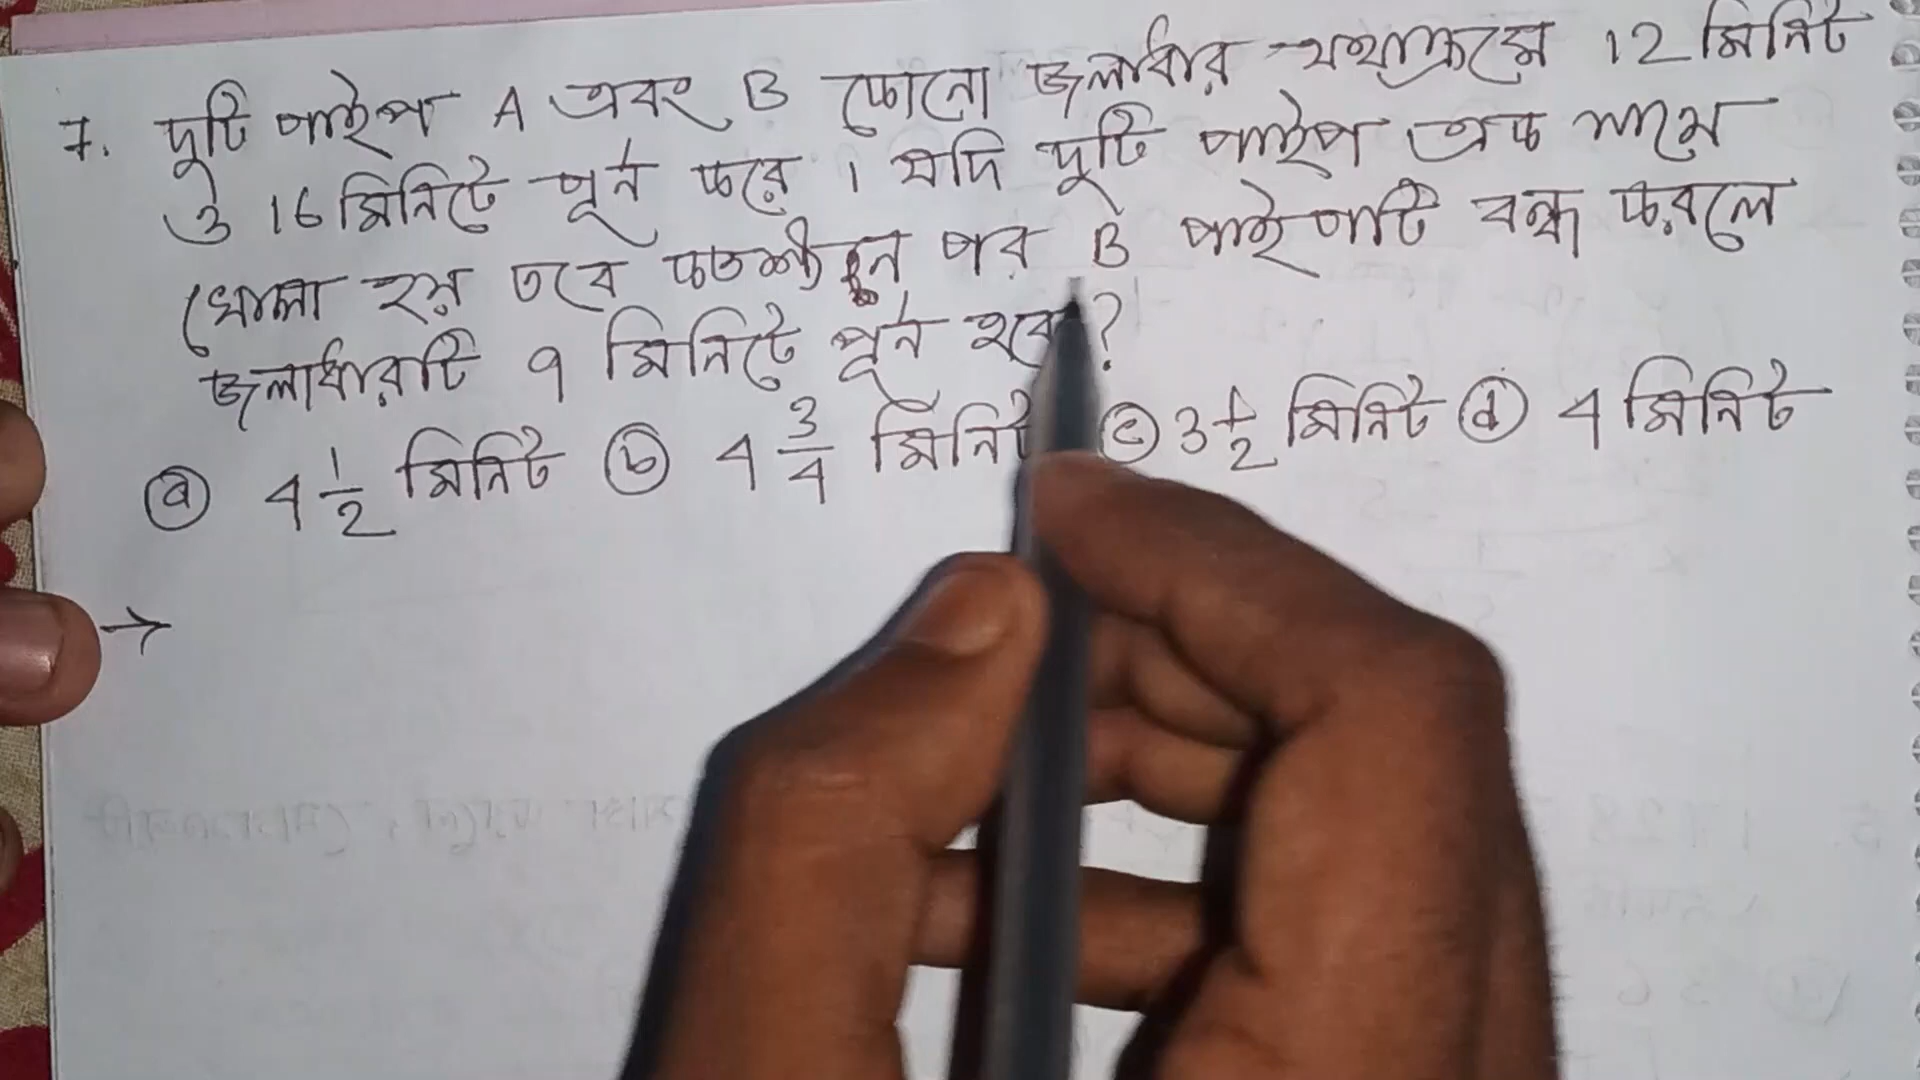 7. দুটি পাইপ A এবং B কোনো জলাধার যথাক্রমে 12 মিনিট
ও 16 মিনিটে পূর্ন করে । যদি দুটি পাইপ এক সাথে
খোলা হয় তবে কতক্ষন পর B পাইপটি বন্ধ করলে
জলাধারটি 9 মিনিটে পূর্ন হবে ?
ⓐ 4 1/2 মিনিট ⓑ 4 3/4 মিনিট ⓒ 3 1/2 মিনিট ⓓ 4 মিনিট
→